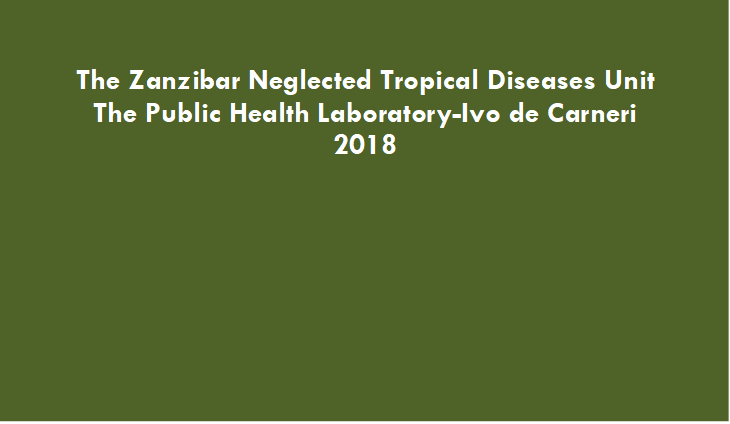 The Zanzibar Neglected Tropical Diseases Unit
The Public Health Laboratory-Ivo de Carneri
2018